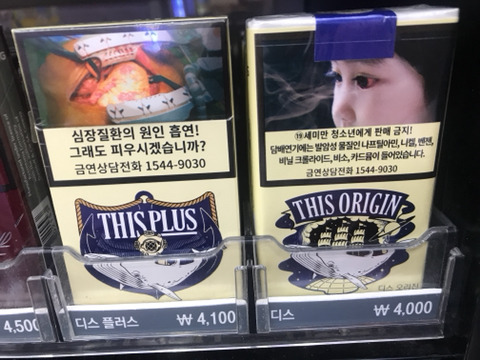 심장질환의 원인 흡연!
그래도 피우시겠습니까?
금연상담전화 1544-9030
THIS PLUS
디스 플러스 ₩ 4,100
⑲세미만 청소년에게 판매 금지!
담배연기에는 발암성 물질인 나프틸아민, 니켈, 벤젠,
비닐 크롤라이드, 비소, 카드뮴이 들어있습니다.
금연상담전화 1544-9030
THIS ORIGIN
디스 오리진
디스 ₩ 4,000
4,500